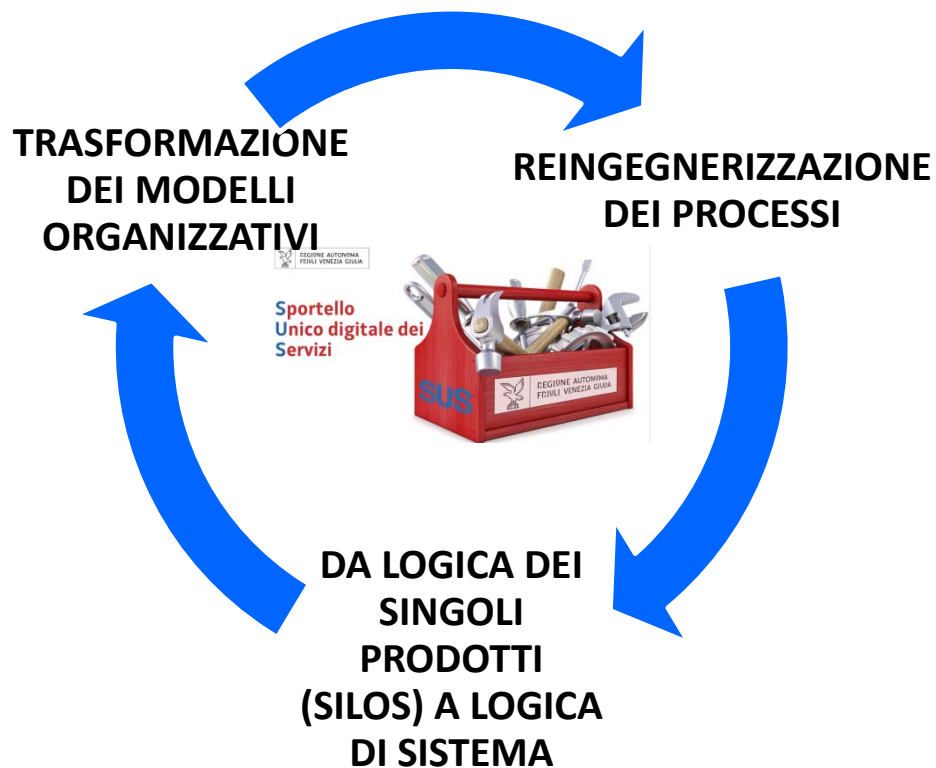 TRASFORMAZIONE
DEI MODELLI
ORGANIZZATIVI
REINGEGNERIZZAZIONE
DEI PROCESSI
REGIONE AUTONOMA
FRIULI VENEZIA GIULIA
Sportello
Unico digitale dei
Servizi
SUS
REGIONE AUTONOMA
FRIULI VENEZIA GIULIA
DA LOGICA DEI
SINGOLI
PRODOTTI
(SILOS) A LOGICA
DI SISTEMA